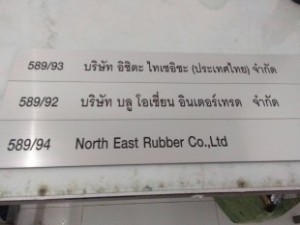 589/93 บริษัท อิชิตะ ไทเซอิชะ (ประเทศไทย) จำกัด
589/92 บริษัท บลู โอเชี่ยน อินเตอร์เทรด จำกัด
589/94 North East Rubber Co.,Ltd